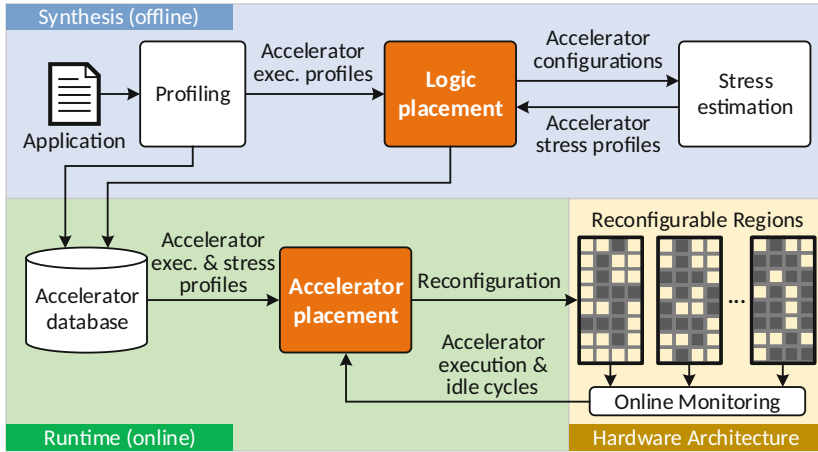 Synthesis (offline)
Application
Profiling
Accelerator
exec. profiles
Logic
placement
Accelerator
configurations
Accelerator
stress profiles
Stress
estimation
Accelerator
database
Accelerator
exec. & stress
profiles
Accelerator
placement
Reconfiguration
Accelerator
execution &
idle cycles
Runtime (online)
Reconfigurable Regions
...
Online Monitoring
Hardware Architecture